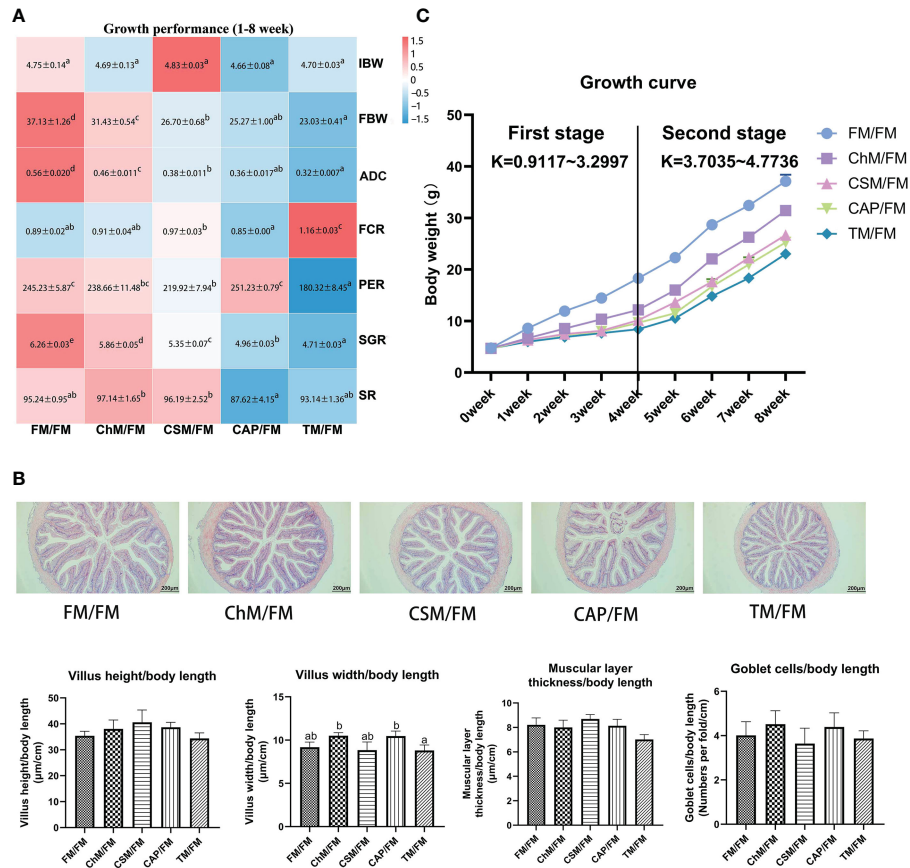 A
Growth performance (1-8 week)
4.75±0.14a 4.69±0.13a 4.83±0.03a 4.66±0.08a 4.70±0.03a IBW
37.13±1.26d 31.43±0.54c 26.70±0.68b 25.27±1.00ab 23.03±0.41a FBW
0.56±0.020d 0.46±0.011c 0.38±0.011b 0.36±0.017ab 0.32±0.007a ADC
0.89±0.02ab 0.91±0.04ab 0.97±0.03b 0.85±0.00a 1.16±0.03c FCR
245.23±5.87c 238.66±11.48bc 219.92±7.94b 251.23±0.79c 180.32±8.45a PER
6.26±0.03e 5.86±0.05d 5.35±0.07c 4.96±0.03b 4.71±0.03a SGR
95.24±0.95ab 97.14±1.65b 96.19±2.52b 87.62±4.15a 93.14±1.36ab SR
FM/FM ChM/FM CSM/FM CAP/FM TM/FM
1.5
1
0.5
0
-0.5
-1
-1.5
C
Growth curve
First stage Second stage
K=0.9117~3.2997 K=3.7035~4.7736
Body weight (g)
50
40
30
20
10
0
0week 1week 2week 3week 4week 5week 6week 7week 8week
FM/FM
ChM/FM
CSM/FM
CAP/FM
TM/FM
B
200μm 200μm 200μm 200μm 200μm
FM/FM ChM/FM CSM/FM CAP/FM TM/FM
Villus height/body length
Villus height/body length
(μm/cm)
50
40
30
20
10
0
FM/FM ChM/FM CSM/FM CAP/FM TM/FM
Villus width/body length
Villus width/body length
(μm/cm)
15
10
5
0
ab b ab b a
FM/FM ChM/FM CSM/FM CAP/FM TM/FM
Muscular layer
thickness/body length
Muscular layer
thickness/body length
(μm/cm)
10
8
6
4
2
0
FM/FM ChM/FM CSM/FM CAP/FM TM/FM
Goblet cells/body length
Goblet cells/body length
(Numbers per fold/cm)
6
4
2
0
FM/FM ChM/FM CSM/FM CAP/FM TM/FM